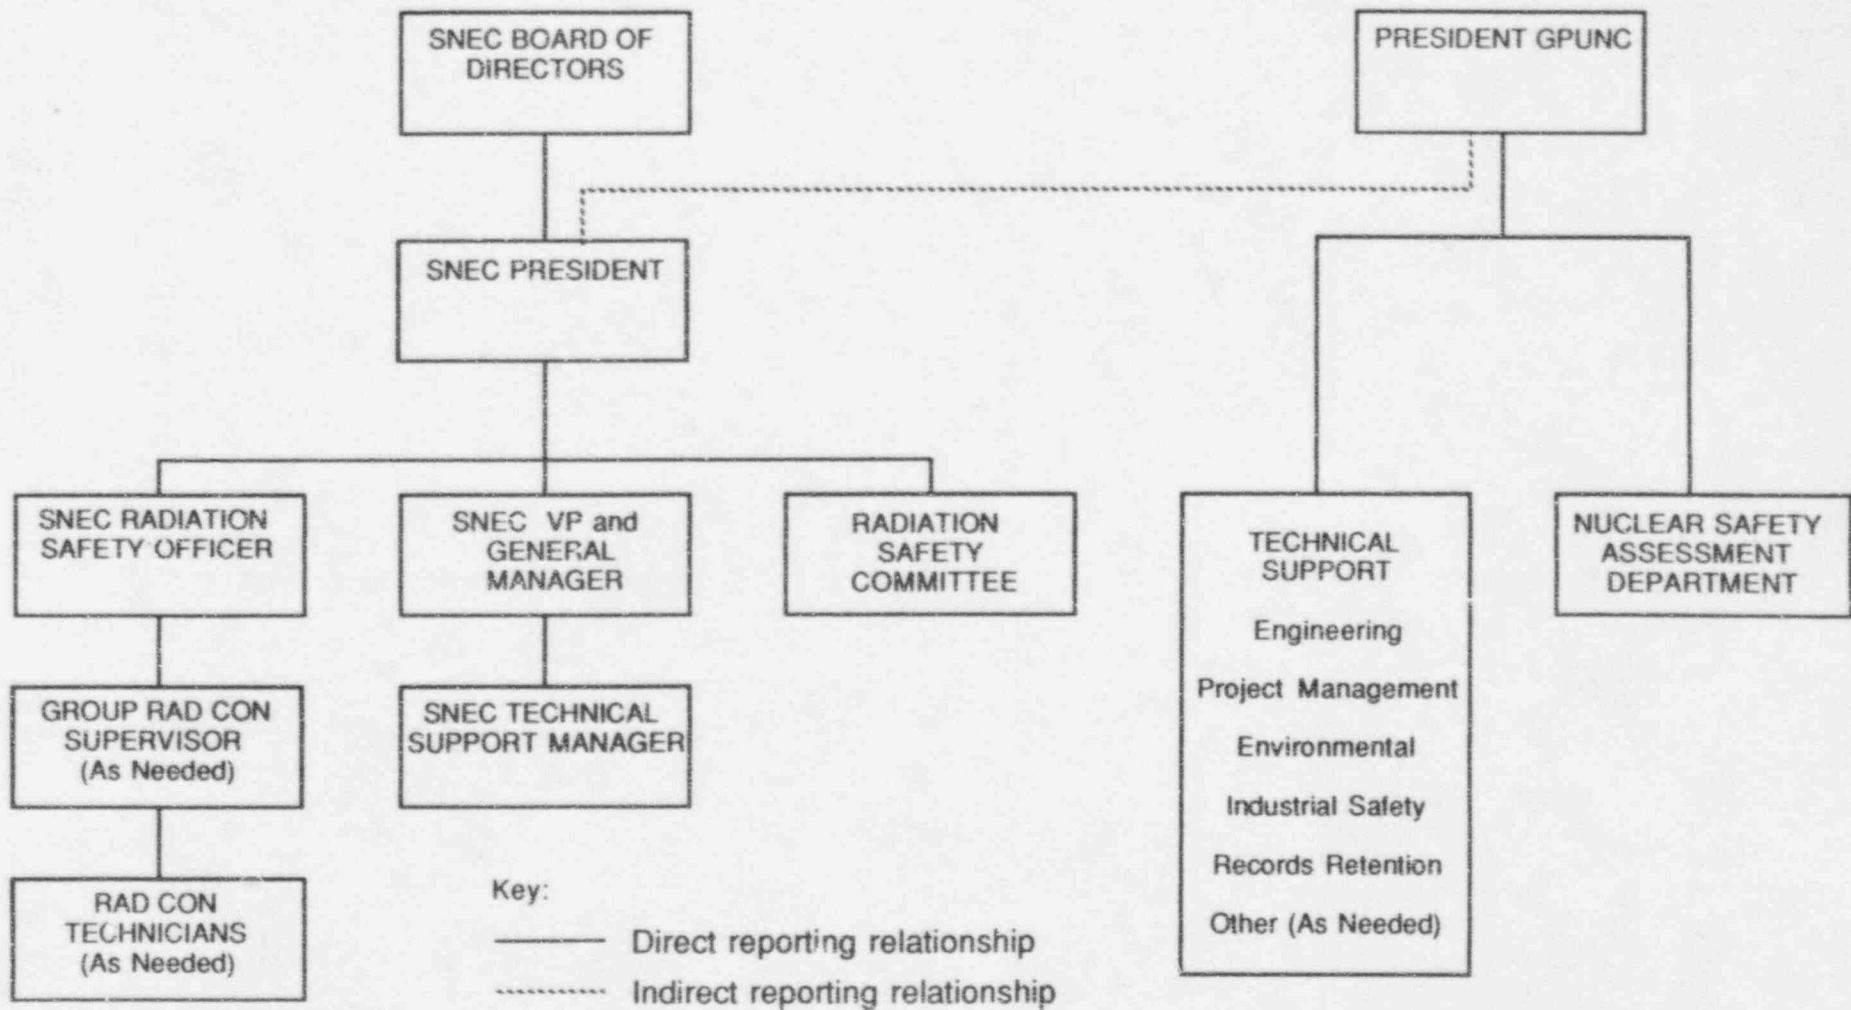 SNEC BOARD OF
DIRECTORS
PRESIDENT GPUNC
SNEC PRESIDENT
SNEC RADIATION
SAFETY OFFICER
SNEC VP and
GENERAL
MANAGER
RADIATION
SAFETY
COMMITTEE
TECHNICAL
SUPPORT
Engineering
Project Management
Environmental
Industrial Safety
Records Retention
Other (As Needed)
NUCLEAR SAFETY
ASSESSMENT
DEPARTMENT
GROUP RAD CON
SUPERVISOR
(As Needed)
SNEC TECHNICAL
SUPPORT MANAGER
RAD CON
TECHNICIANS
(As Needed)
Key:
Direct reporting relationship
Indirect reporting relationship